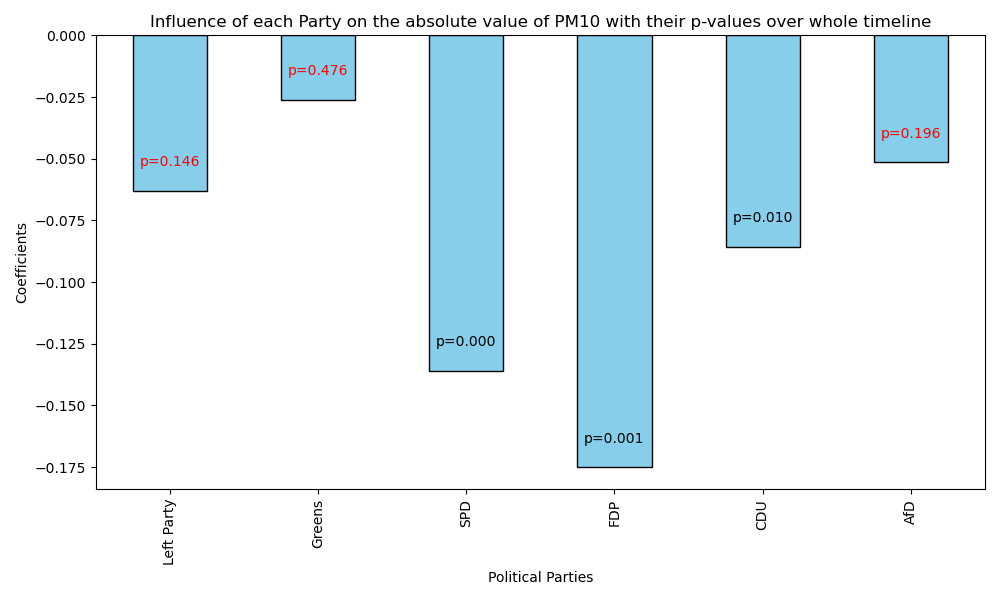 Influence of each Party on the absolute value of PM10 with their p-values over whole timeline
0.000
−0.025
−0.050
−0.075
−0.100
−0.125
−0.150
−0.175
Coefficients
p=0.146
p=0.476
p=0.000
p=0.001
p=0.010
p=0.196
Left Party
Greens
SPD
FDP
CDU
AfD
Political Parties